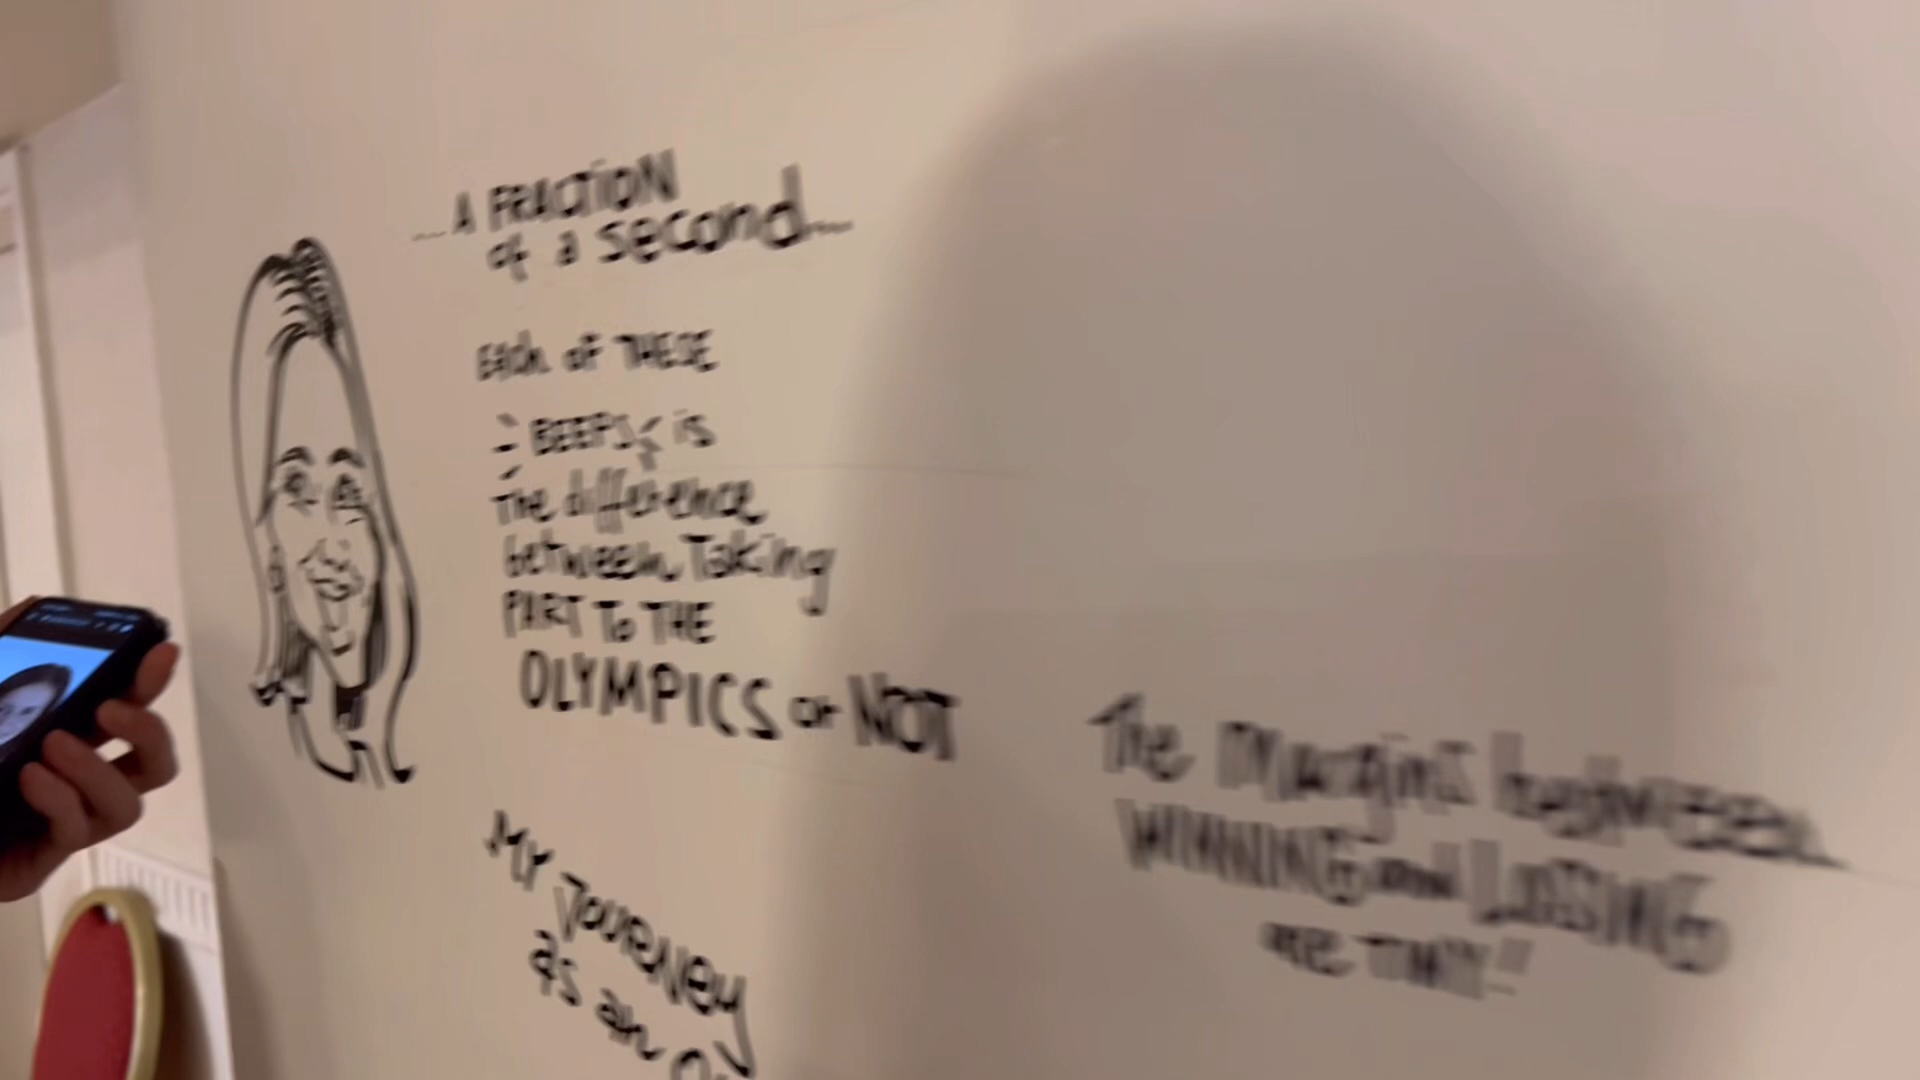 ...A FRACTION
of a second...
EACH OF THESE
BEEPS is
The difference
between Taking
PART To THE
OLYMPICS or NOT
MY JOURNEY
as an
The Margins between
WINNING and LOSSING
are TINY!